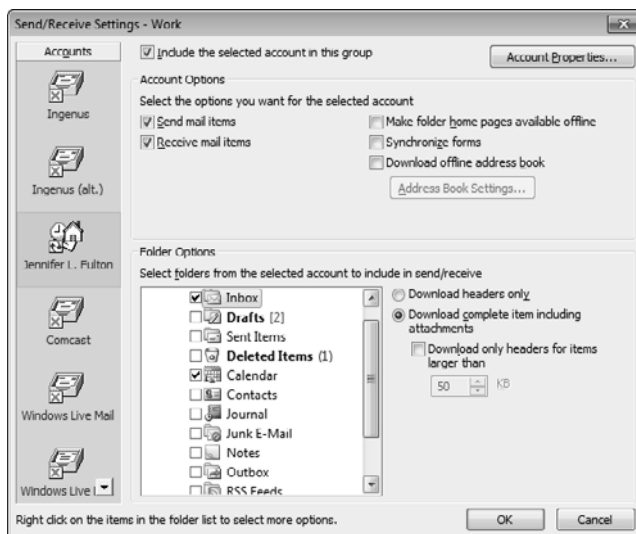 Send/Receive Settings - Work
Accounts
Include the selected account in this group
Account Properties...
Ingenus
Ingenus (alt.)
Jennifer L. Fulton
Comcast
Windows Live Mail
Windows Live
Account Options
Select the options you want for the selected account
Send mail items
Make folder home pages available offline
Receive mail items
Synchronize forms
Download offline address book
Address Book Settings...
Folder Options
Select folders from the selected account to include in send/receive
Inbox
Drafts [2]
Sent Items
Deleted Items (1)
Calendar
Contacts
Journal
Junk E-Mail
Notes
Outbox
RSS Feeds
Download headers only
Download complete item including
attachments
Download only headers for items
larger than
50 KB
Right click on the items in the folder list to select more options.
OK
Cancel